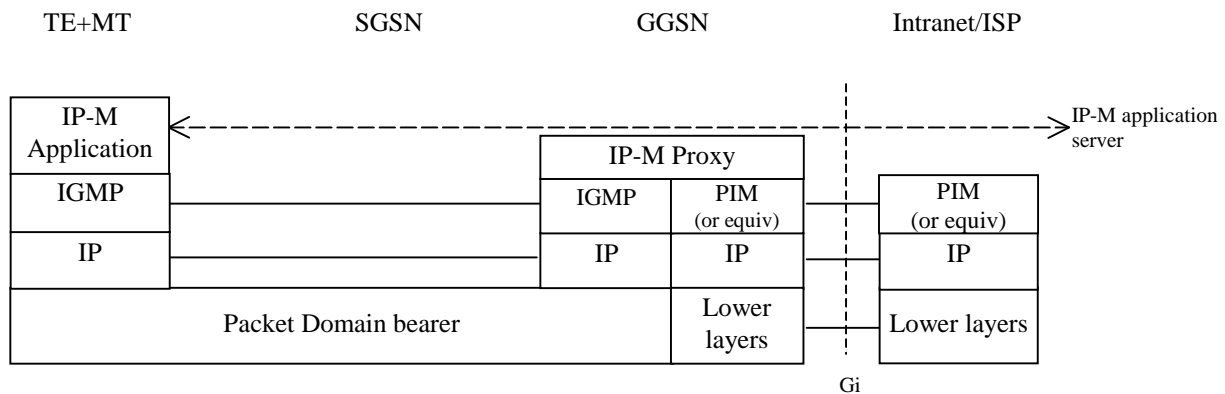 TE+MT SGSN GGSN Intranet/ISP
IP-M
Application
IP-M application
server
IP-M Proxy
IGMP
IGMP
PIM
(or equiv)
PIM
(or equiv)
IP
IP
IP
IP
Packet Domain bearer
Lower
layers
Lower layers
Gi